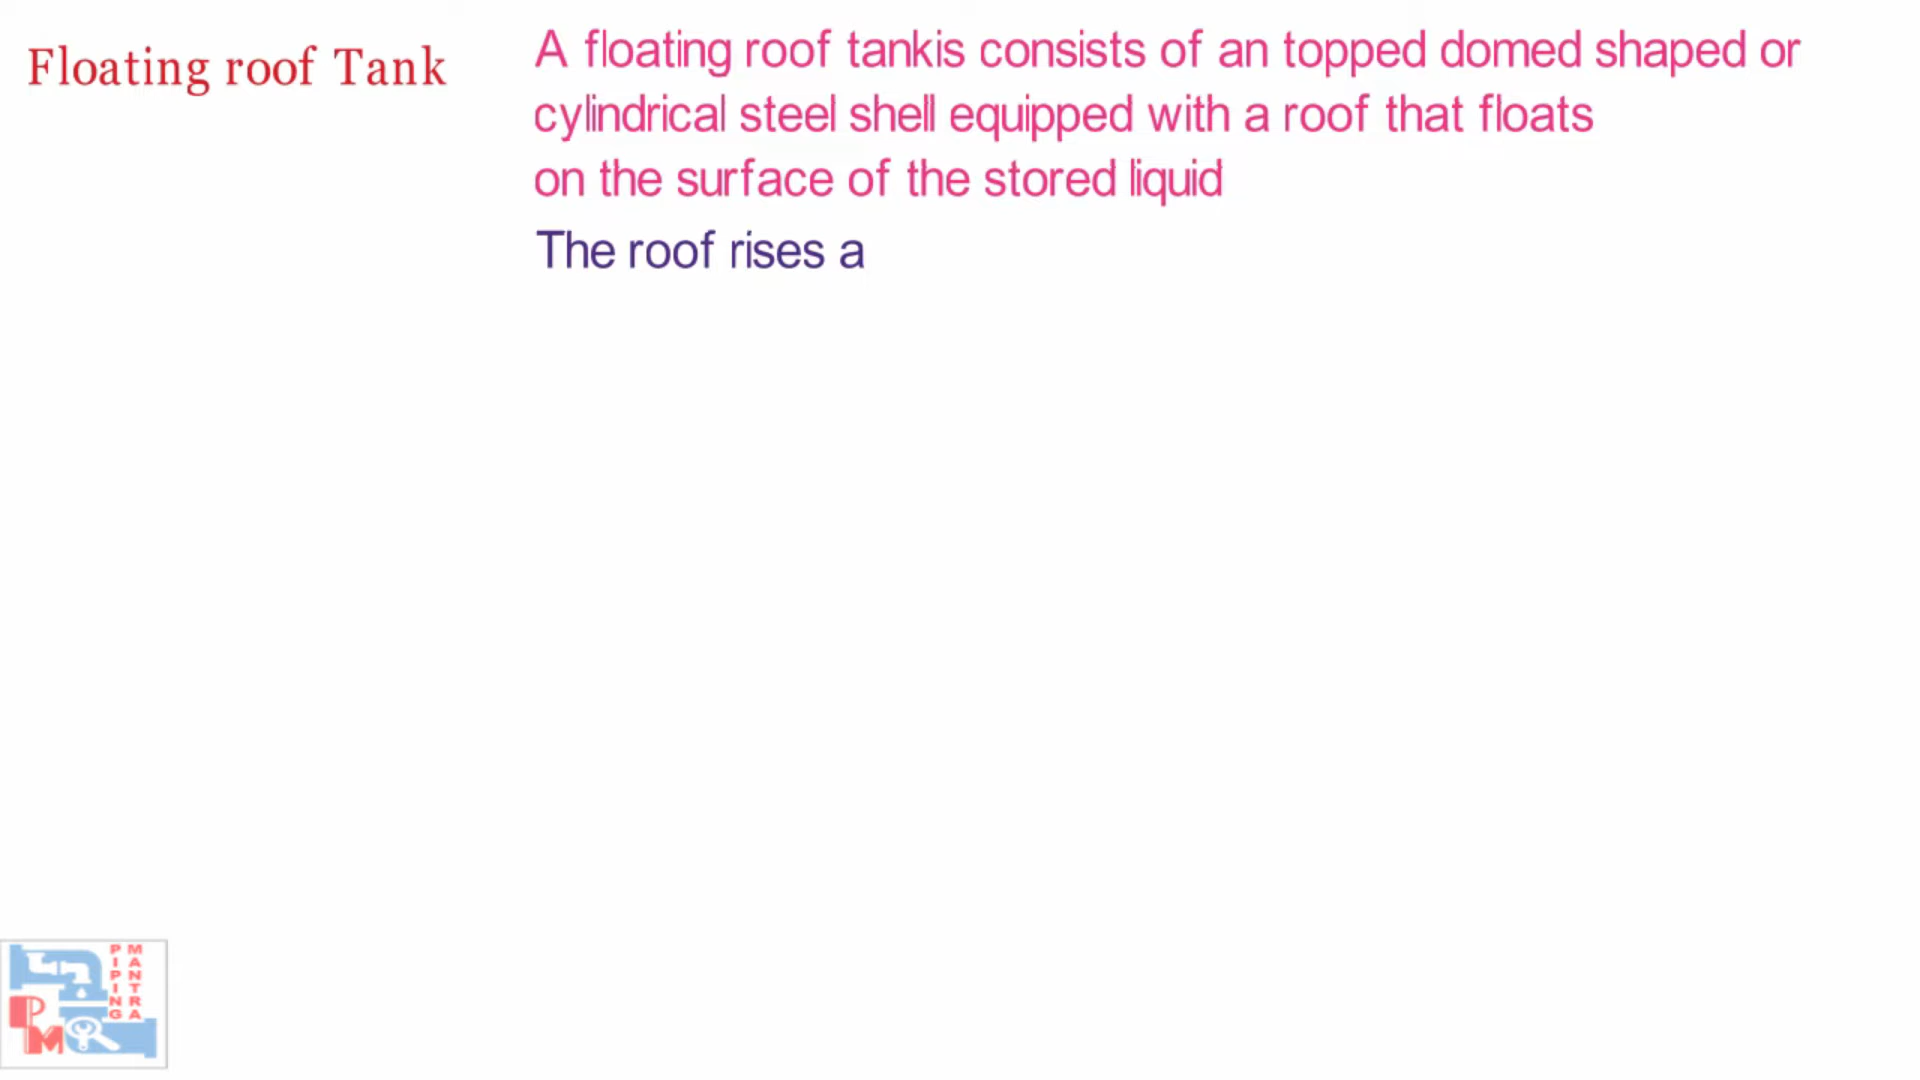 Floating roof Tank
A floating roof tankis consists of an topped domed shaped or
cylindrical steel shell equipped with a roof that floats
on the surface of the stored liquid
The roof rises a
PIPING
MANTRA
PM